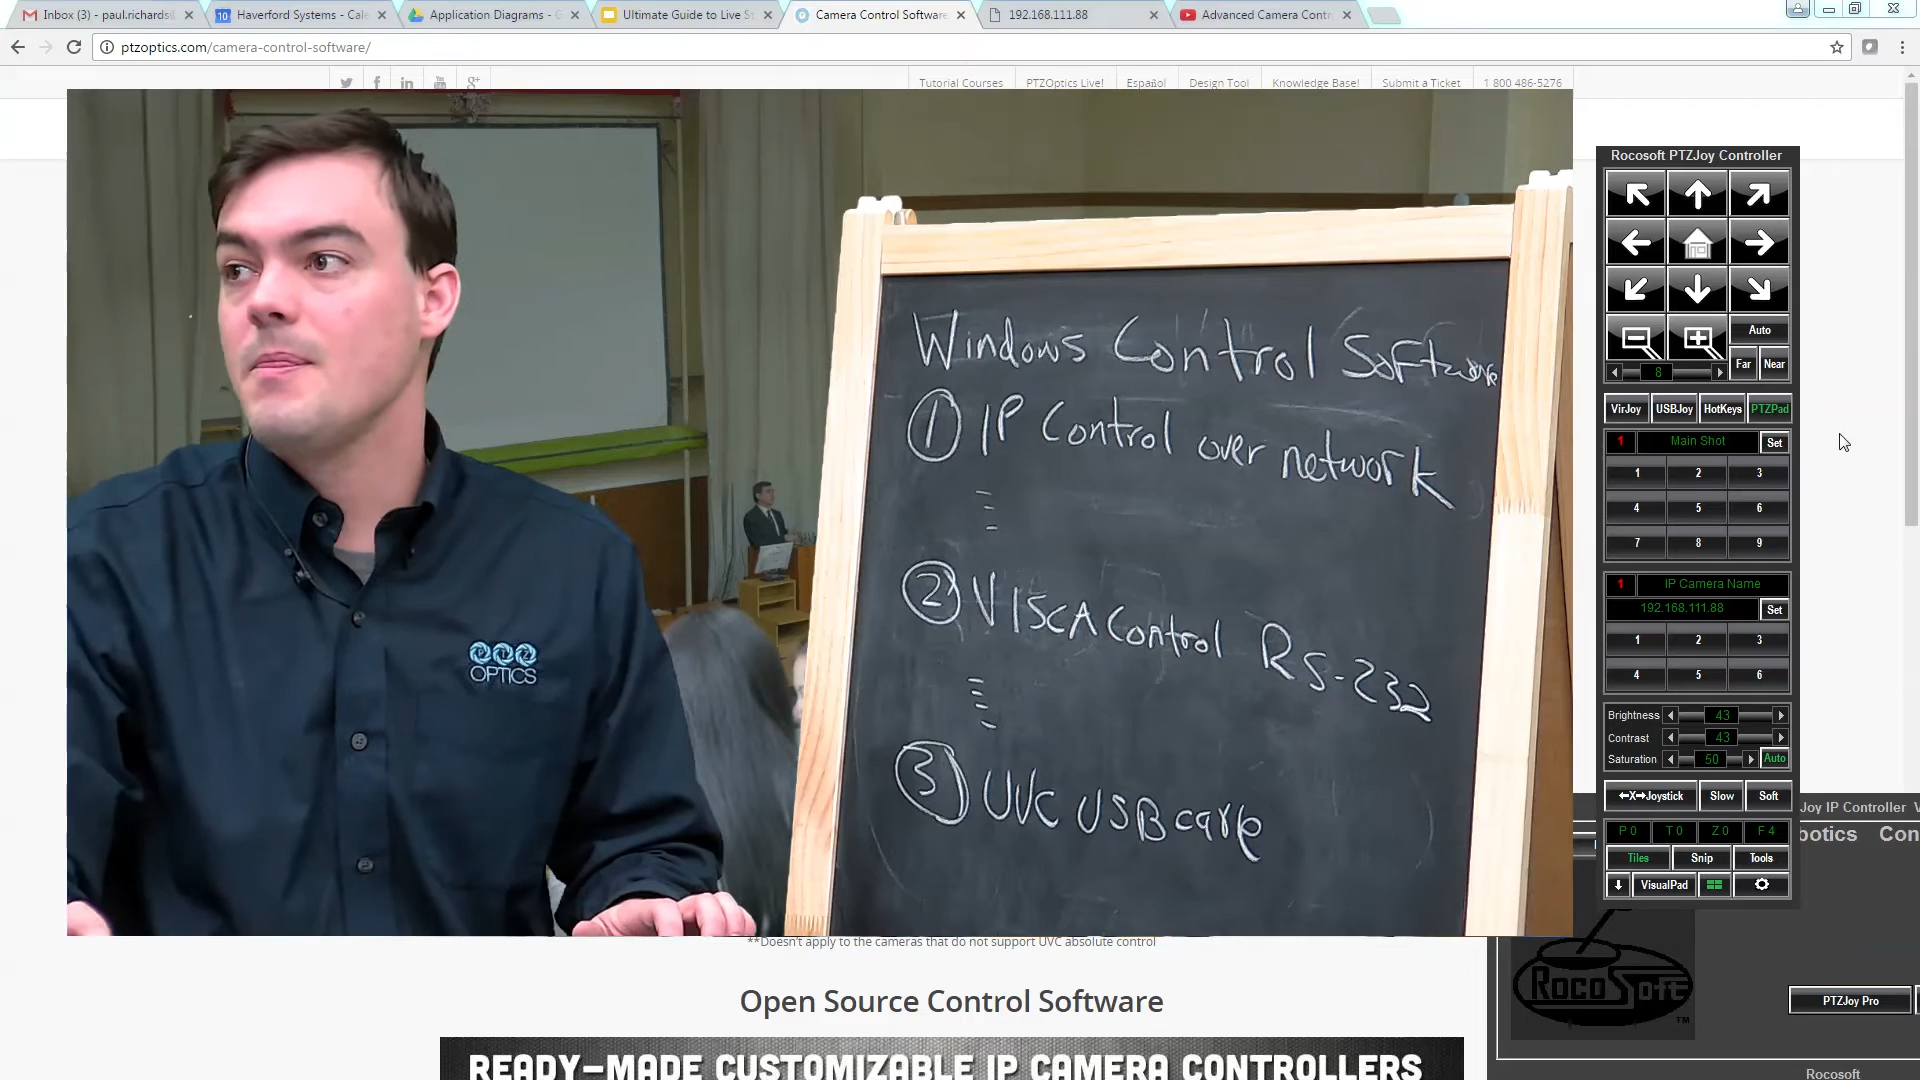 Inbox (3) - paul.richards@
Haverford Systems - Cale
Application Diagrams - G
Ultimate Guide to Live St
Camera Control Software
192.168.111.88
Advanced Camera Contr
ptzoptics.com/camera-control-software/
Tutorial Courses
PTZOptics Live!
Español
Design Tool
Knowledge Base!
Submit a Ticket
1 800 486-5276
Windows Control Software
1 IP Control over network
2 VISCA Control RS-232
3 UVC USB
PTZ
OPTICS
Rocosoft PTZJoy Controller
Auto
8
Far
Near
VirJoy
USBJoy
HotKeys
PTZPad
1
Main Shot
Set
1 2 3
4 5 6
7 8 9
1
IP Camera Name
192.168.111.88
Set
1 2 3
4 5 6
Brightness 43
Contrast 43
Saturation 50 Auto
←X→Joystick
Slow
Soft
P 0 T 0 Z 0 F 4
Tiles
Snip
Tools
VisualPad
Joy IP Controller V
botics Con
RocoSoft
TM
PTZJoy Pro
Rocosoft
**Doesn't apply to the cameras that do not support UVC absolute control
Open Source Control Software
READY-MADE CUSTOMIZABLE IP CAMERA CONTROLLERS